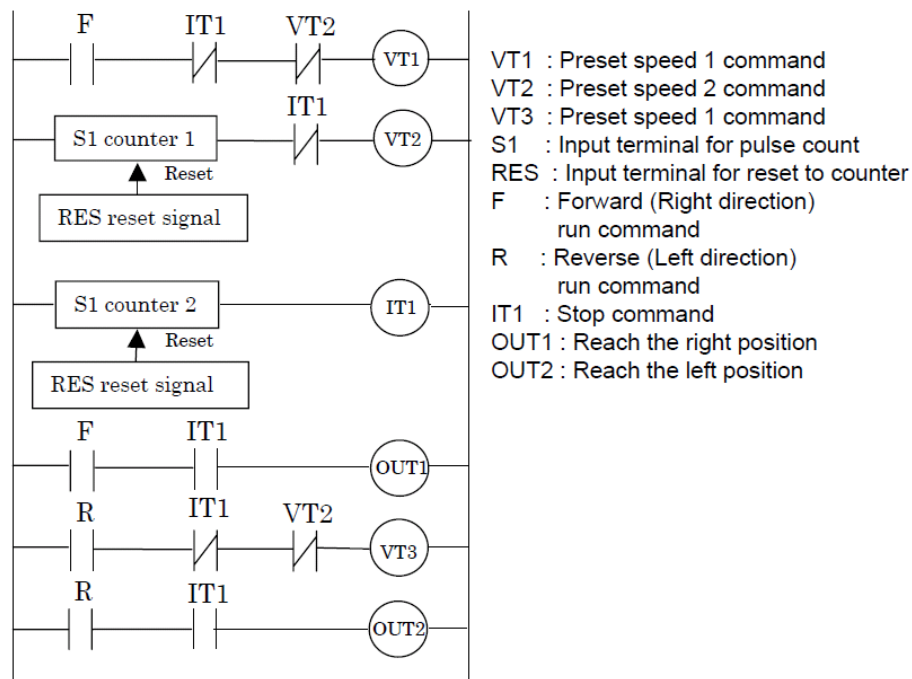 F IT1 VT2
VT1
IT1
S1 counter 1
VT2
Reset
RES reset signal
S1 counter 2
IT1
Reset
RES reset signal
F IT1
OUT1
R IT1 VT2
VT3
R IT1
OUT2
VT1 : Preset speed 1 command
VT2 : Preset speed 2 command
VT3 : Preset speed 1 command
S1 : Input terminal for pulse count
RES : Input terminal for reset to counter
F : Forward (Right direction)
run command
R : Reverse (Left direction)
run command
IT1 : Stop command
OUT1 : Reach the right position
OUT2 : Reach the left position